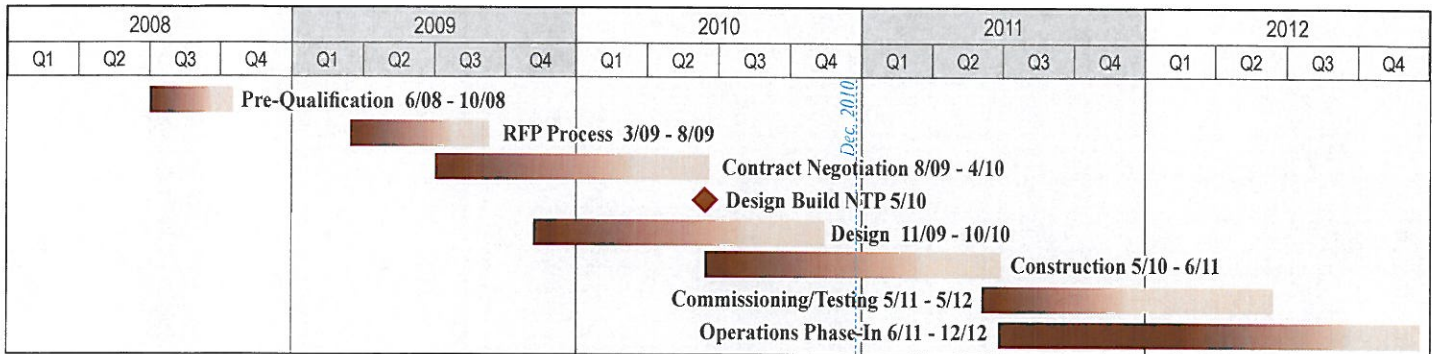 2008 2009 2010 2011 2012
Q1 Q2 Q3 Q4 Q1 Q2 Q3 Q4 Q1 Q2 Q3 Q4 Q1 Q2 Q3 Q4 Q1 Q2 Q3 Q4
Dec. 2010
Pre-Qualification 6/08 - 10/08
RFP Process 3/09 - 8/09
Contract Negotiation 8/09 - 4/10
Design Build NTP 5/10
Design 11/09 - 10/10
Construction 5/10 - 6/11
Commissioning/Testing 5/11 - 5/12
Operations Phase-In 6/11 - 12/12